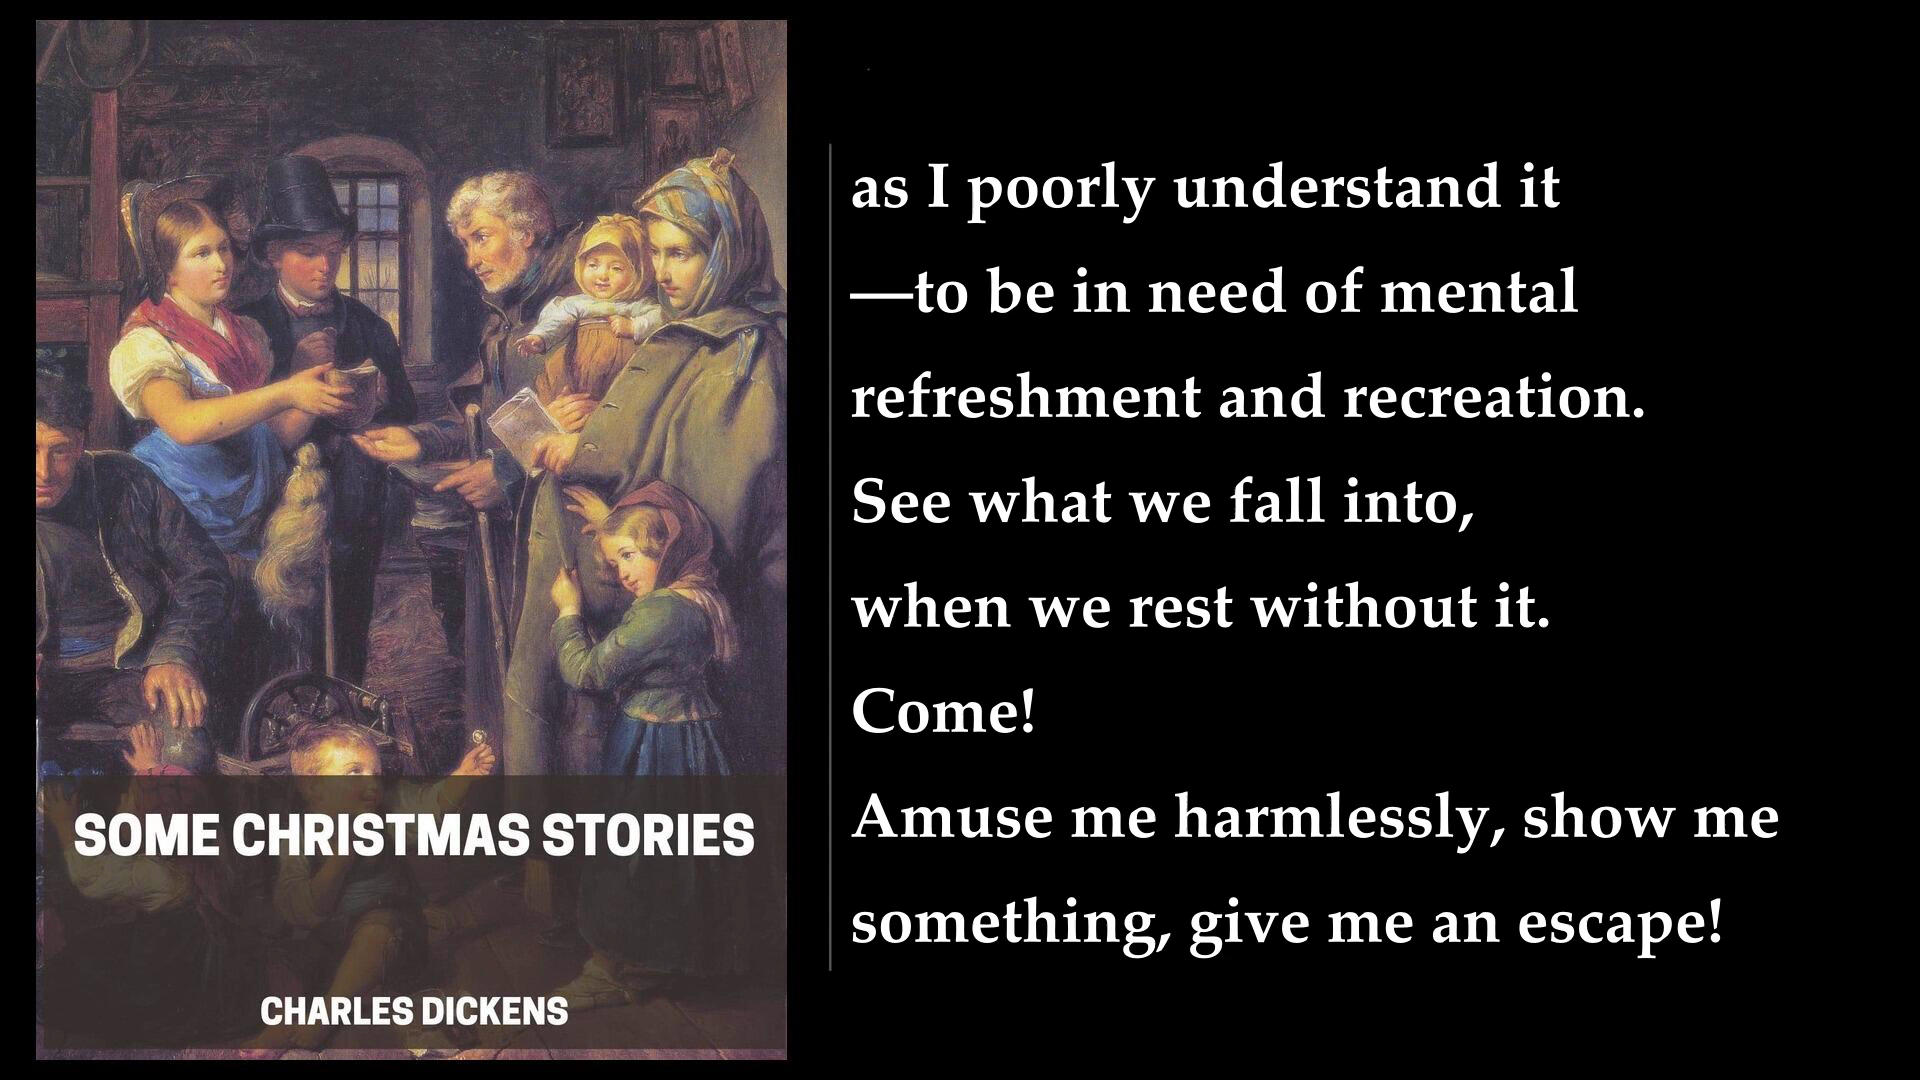 SOME CHRISTMAS STORIES
CHARLES DICKENS
as I poorly understand it
—to be in need of mental
refreshment and recreation.
See what we fall into,
when we rest without it.
Come!
Amuse me harmlessly, show me
something, give me an escape!